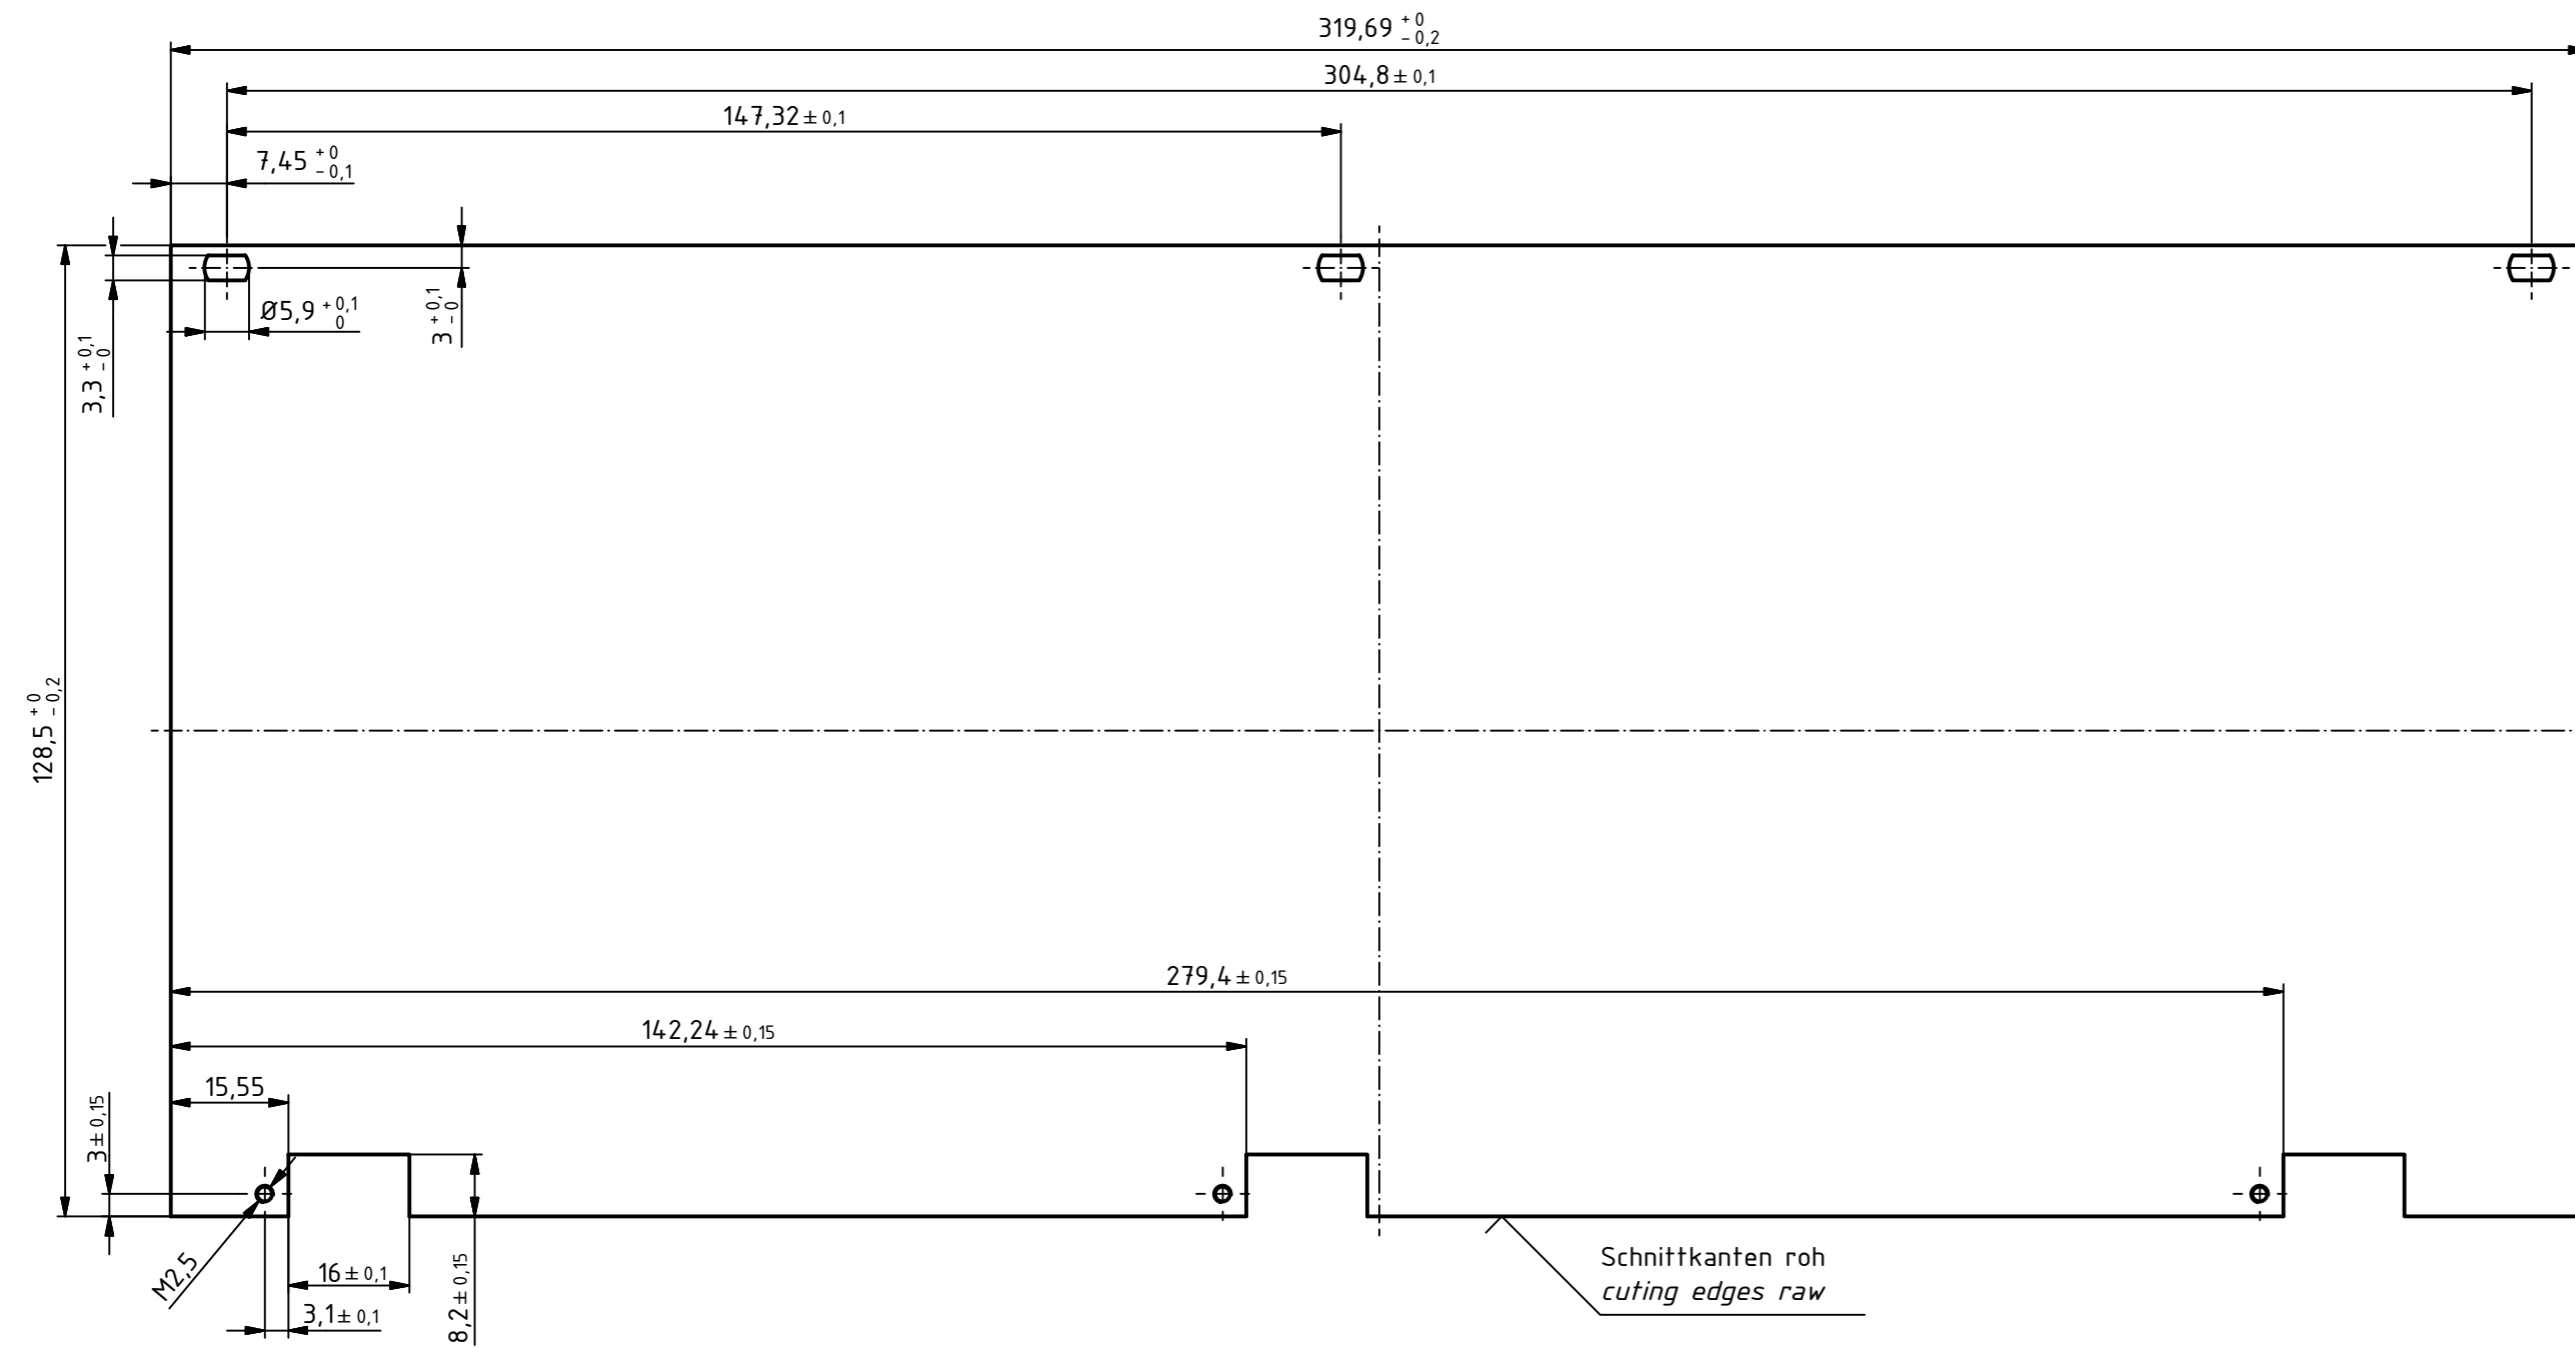 319,69 +0 -0,2
304,8 ± 0,1
147,32 ± 0,1
7,45 +0 -0,1
Ø5,9 +0,1 0
3 +0,1 -0
3,3 +0,1 -0
128,5 +0 -0,2
279,4 ± 0,15
142,24 ± 0,15
15,55
3 ± 0,15
M2,5
16 ± 0,1
3,1 ± 0,1
8,2 ± 0,15
Schnittkanten roh
cuting edges raw